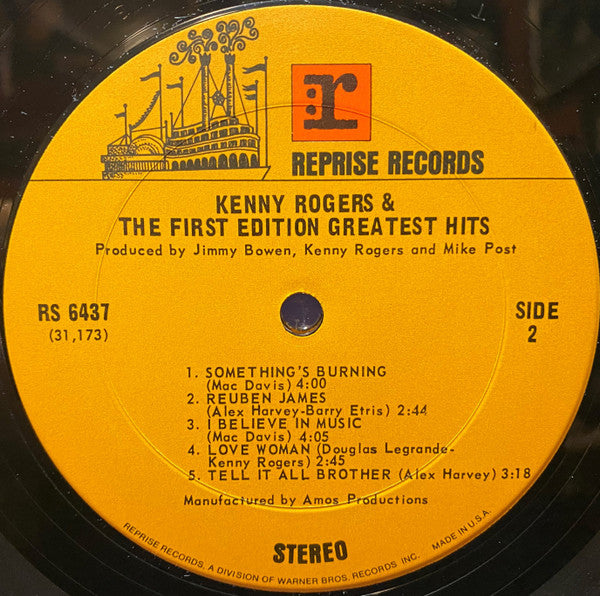 r
REPRISE RECORDS
KENNY ROGERS &
THE FIRST EDITION GREATEST HITS
Produced by Jimmy Bowen, Kenny Rogers and Mike Post
RS 6437
(31,173)
SIDE
2
1. SOMETHING'S BURNING
(Mac Davis) 4:00
2. REUBEN JAMES
(Alex Harvey-Barry Etris) 2:44
3. I BELIEVE IN MUSIC
(Mac Davis) 4:05
4. LOVE WOMAN (Douglas Legrande-
Kenny Rogers) 2:45
5. TELL IT ALL BROTHER (Alex Harvey) 3:18
Manufactured by Amos Productions
STEREO
REPRISE RECORDS, A DIVISION OF WARNER BROS. RECORDS INC. MADE IN U.S.A.